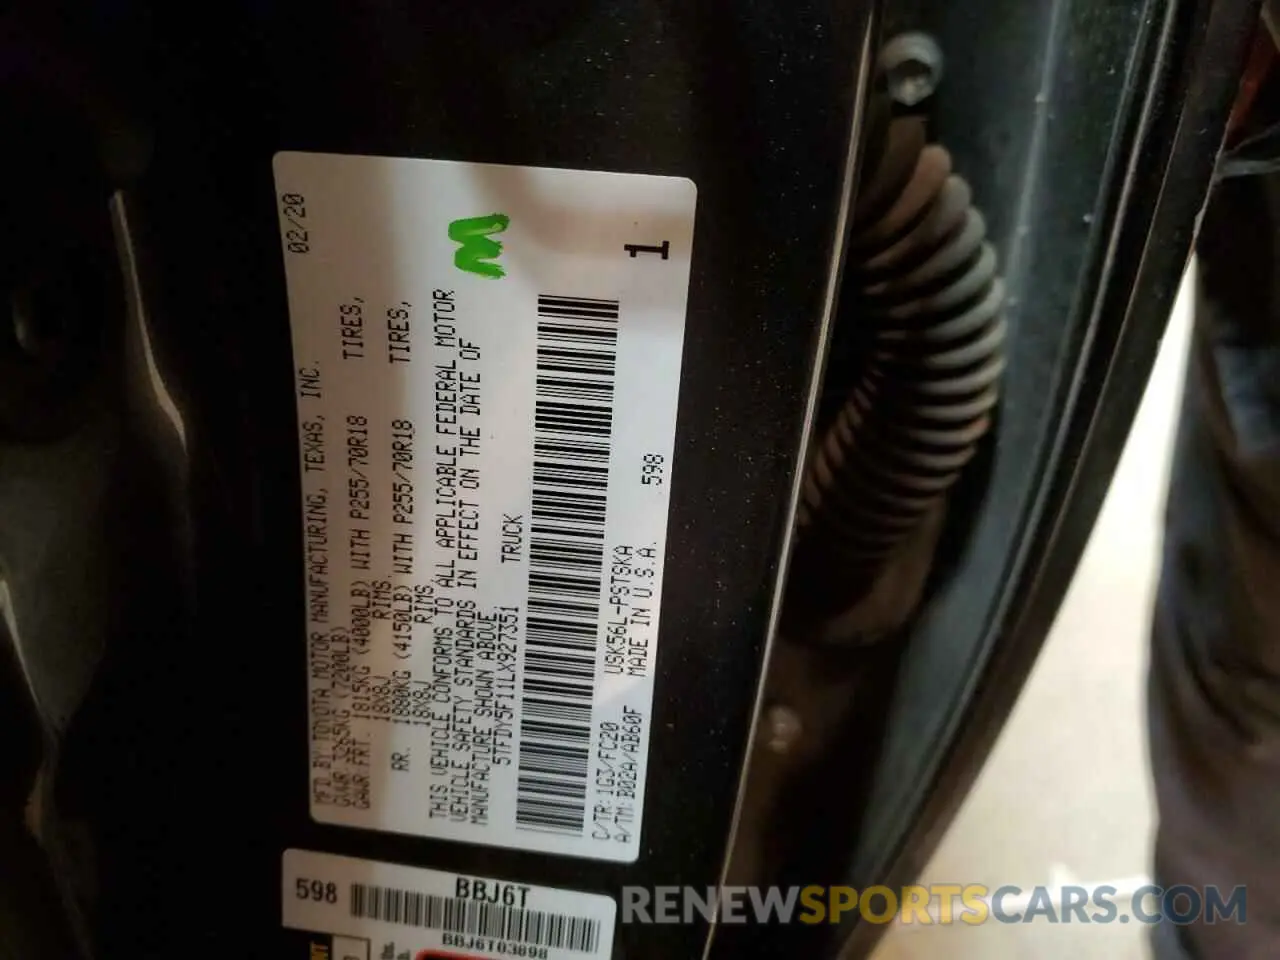 MFD BY: TOYOTA MOTOR MANUFACTURING, TEXAS, INC. 02/20
GVWR 3265KG (7200LB)
GAWR FRT. 1815KG (4000LB) WITH P255/70R18 TIRES,
18X8J RIMS,
RR. 1880KG (4150LB) WITH P255/70R18 TIRES,
18X8J RIMS,
THIS VEHICLE CONFORMS TO ALL APPLICABLE FEDERAL MOTOR
VEHICLE SAFETY STANDARDS IN EFFECT ON THE DATE OF
MANUFACTURE SHOWN ABOVE.
5TFDY5F11LX927351 TRUCK
C/TR:1G3/FC20 USK56L-PSTSKA 1
A/TM:B02A/AB60F MADE IN U.S.A. 598
598 BBJ6T
BBJ6T03898
RENEWSPORTSCARS.COM